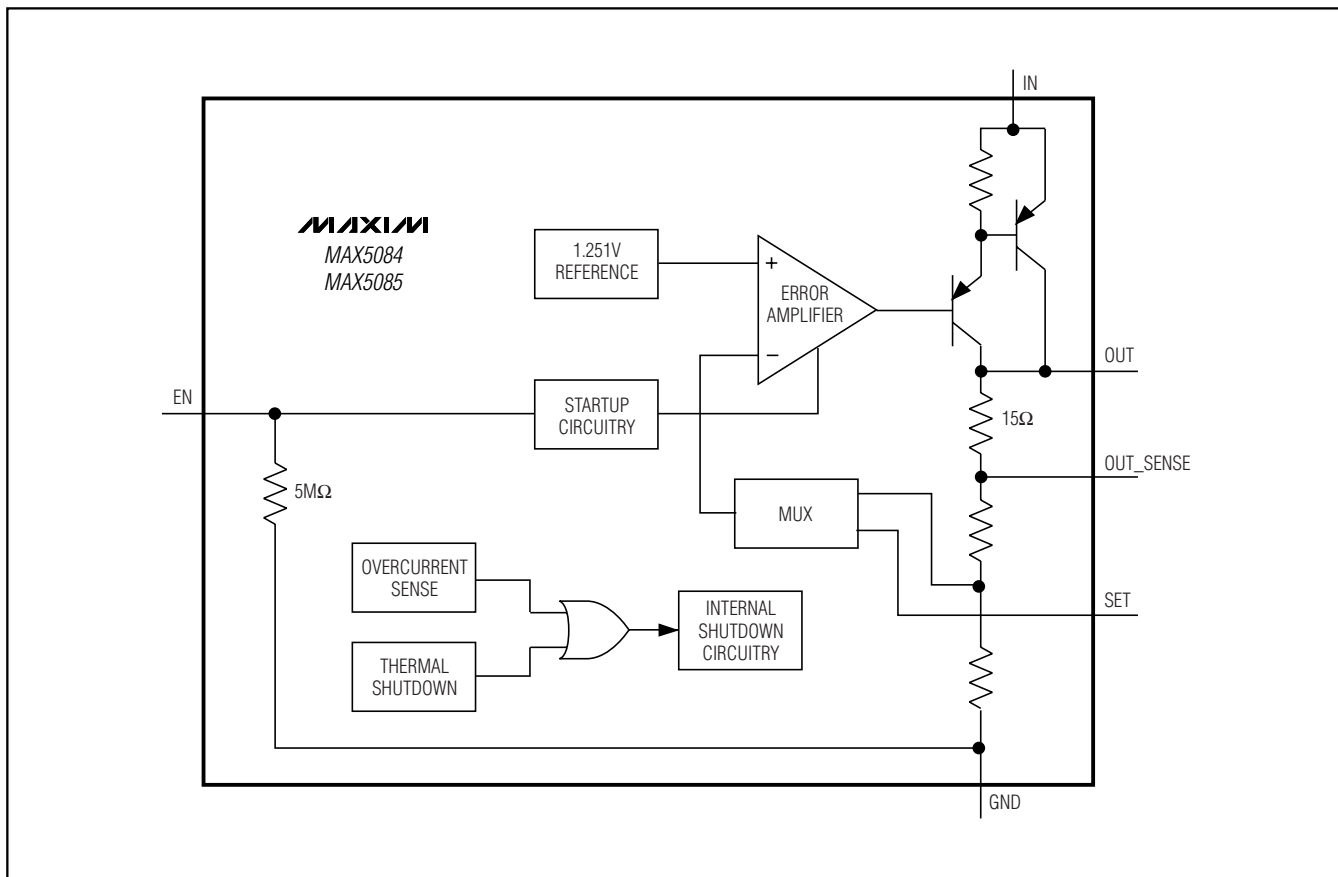 IN
MAXIM
MAX5084
MAX5085
1.251V
REFERENCE
+
ERROR
AMPLIFIER
−
OUT
EN
STARTUP
CIRCUITRY
15Ω
OUT_SENSE
5MΩ
MUX
OVERCURRENT
SENSE
INTERNAL
SHUTDOWN
CIRCUITRY
SET
THERMAL
SHUTDOWN
GND